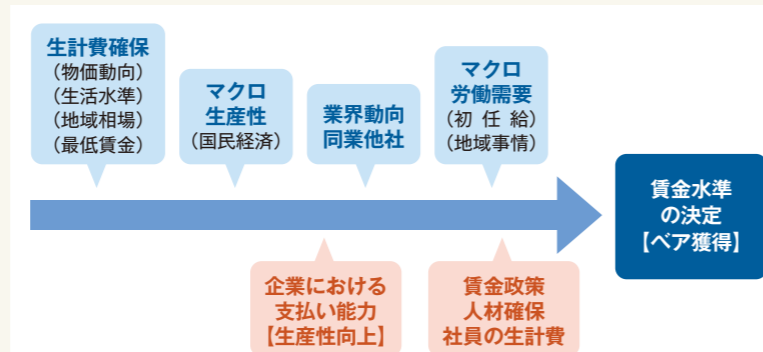 生計費確保
（物価動向）
（生活水準）
（地域相場）
（最低賃金）
マクロ
生産性
（国民経済）
業界動向
同業他社
マクロ
労働需要
（初 任 給）
（地域事情）
賃金水準
の決定
【ベア獲得】
企業における
支払い能力
【生産性向上】
賃金政策
人材確保
社員の生計費